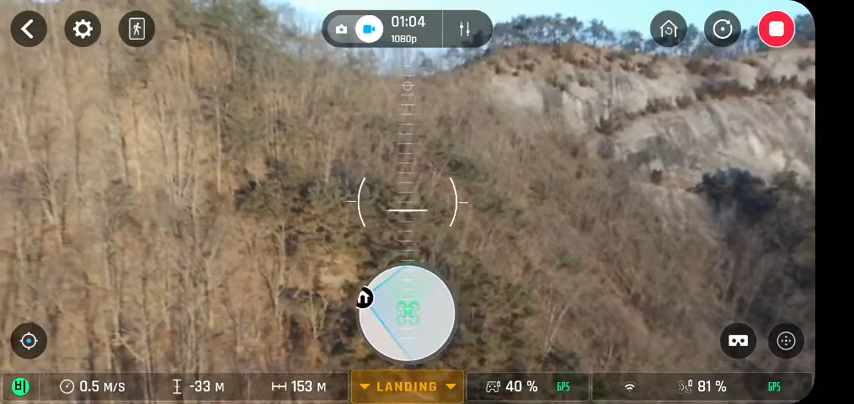 01:04
1080p
0.5 M/S
-33 M
153 M
LANDING
40 %
GPS
81 %
GPS